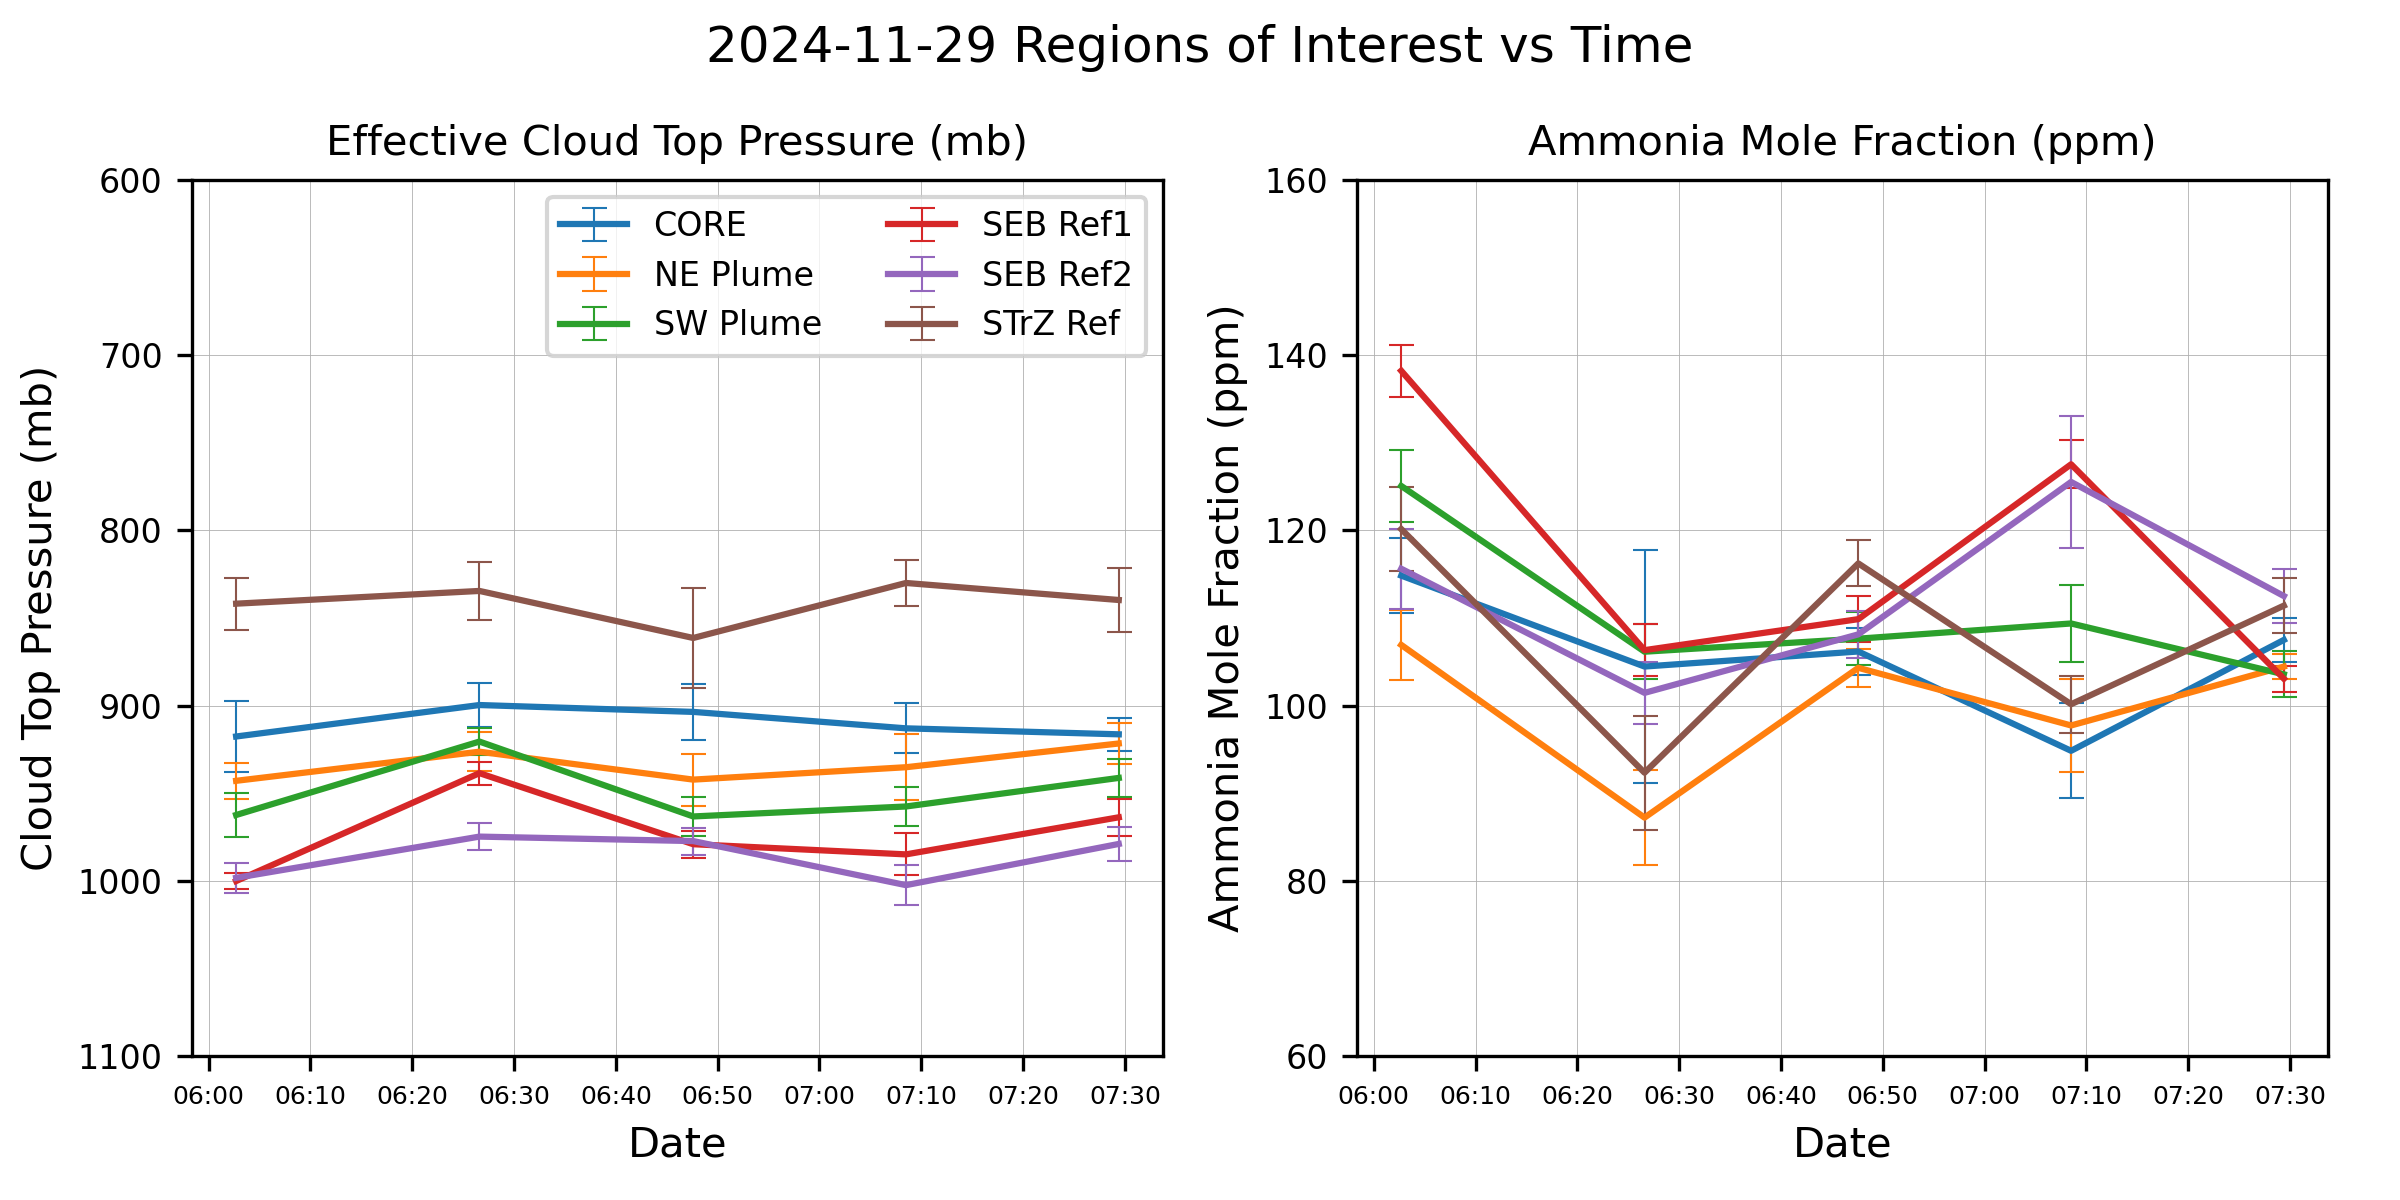 2024-11-29 Regions of Interest vs Time
Effective Cloud Top Pressure (mb)
Cloud Top Pressure (mb)
600
700
800
900
1000
1100
CORE
NE Plume
SW Plume
SEB Ref1
SEB Ref2
STrZ Ref
06:00 06:10 06:20 06:30 06:40 06:50 07:00 07:10 07:20 07:30
Date
Ammonia Mole Fraction (ppm)
Ammonia Mole Fraction (ppm)
160
140
120
100
80
60
06:00 06:10 06:20 06:30 06:40 06:50 07:00 07:10 07:20 07:30
Date